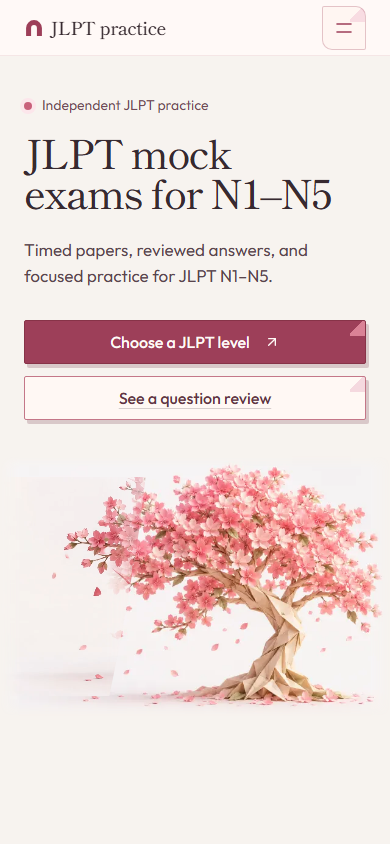 JLPT practice
Independent JLPT practice
JLPT mock
exams for N1–N5
Timed papers, reviewed answers, and
focused practice for JLPT N1–N5.
Choose a JLPT level
See a question review